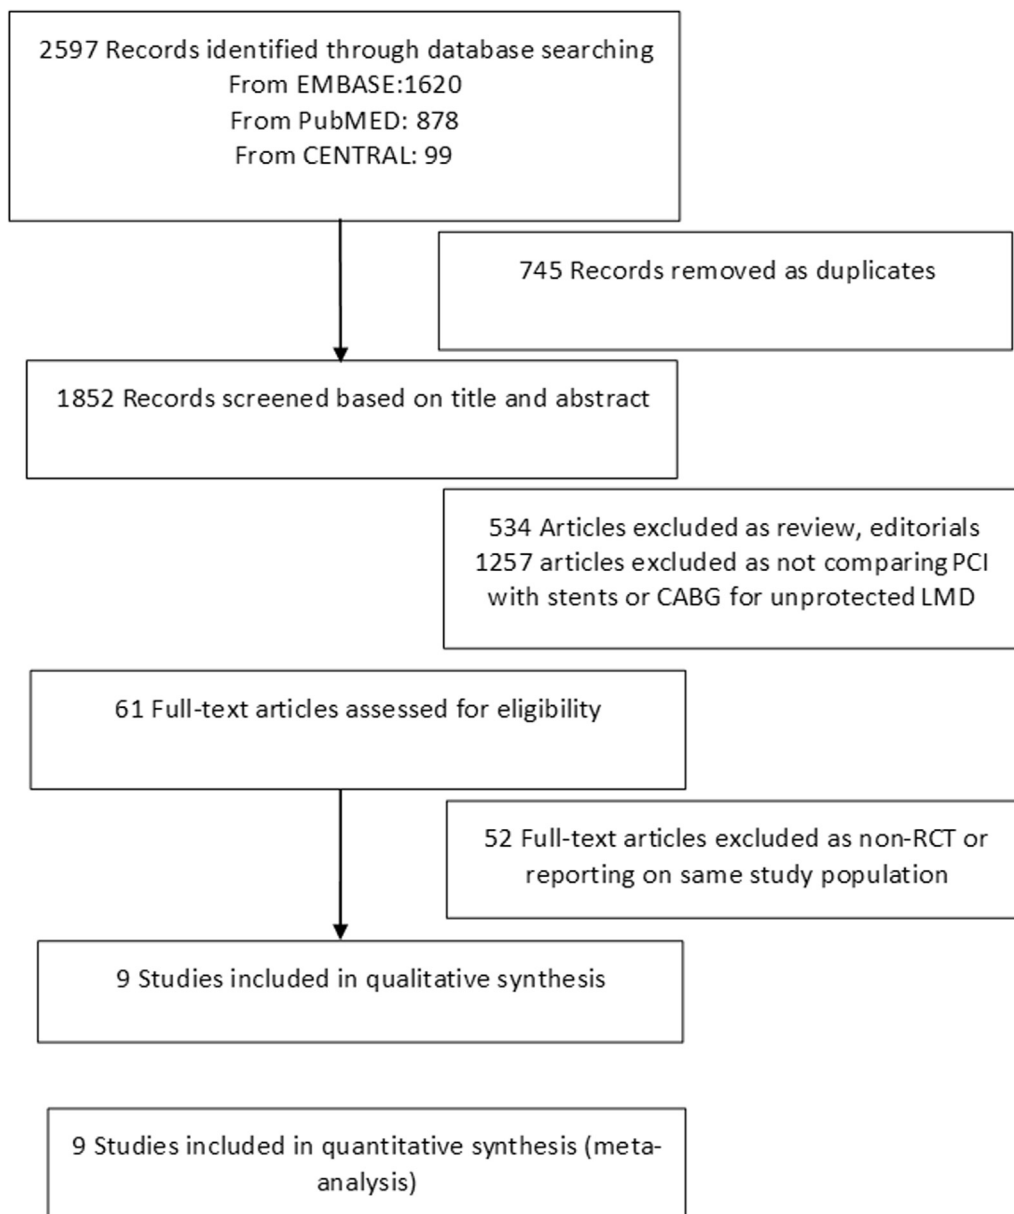 2597 Records identified through database searching
From EMBASE:1620
From PubMED: 878
From CENTRAL: 99
745 Records removed as duplicates
1852 Records screened based on title and abstract
534 Articles excluded as review, editorials
1257 articles excluded as not comparing PCI
with stents or CABG for unprotected LMD
61 Full-text articles assessed for eligibility
52 Full-text articles excluded as non-RCT or
reporting on same study population
9 Studies included in qualitative synthesis
9 Studies included in quantitative synthesis (meta-
analysis)